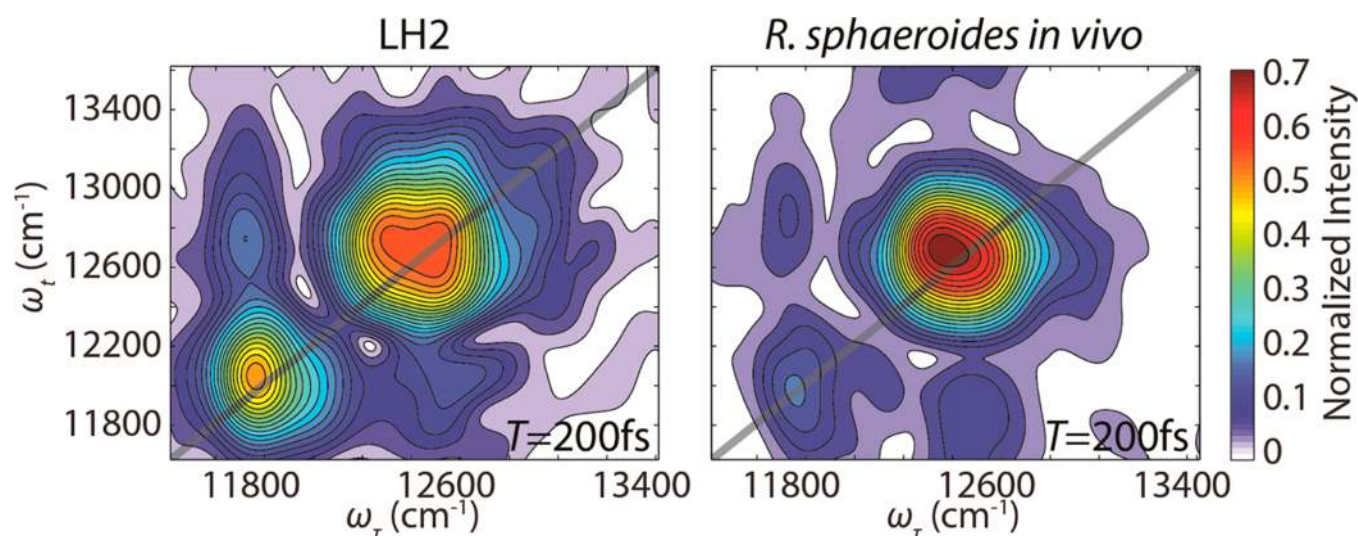 LH2
R. sphaeroides in vivo
13400
13000
12600
12200
11800
ωt (cm-1)
T=200fs
T=200fs
11800
12600
13400
11800
12600
13400
ωτ (cm-1)
ωτ (cm-1)
0.7
0.6
0.5
0.4
0.3
0.2
0.1
0
Normalized Intensity